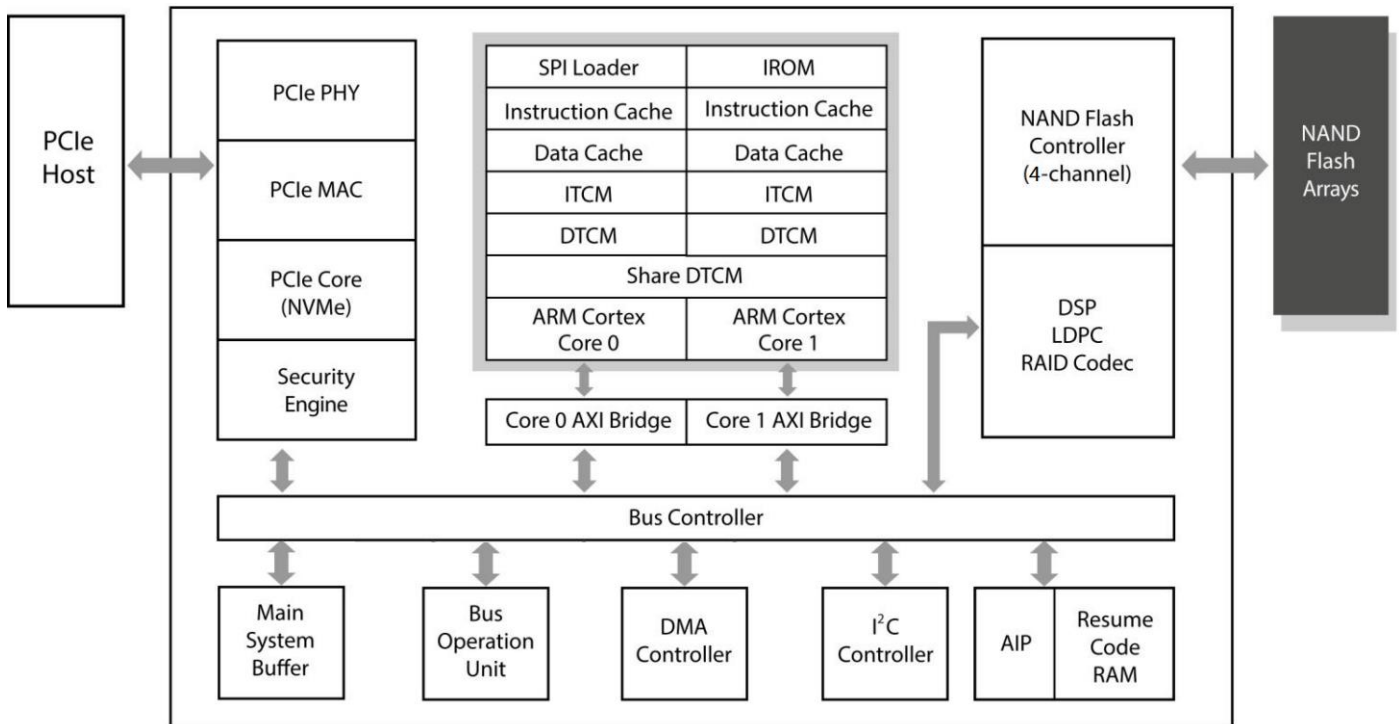 PCIe
Host
PCIe PHY
PCIe MAC
PCIe Core
(NVMe)
Security
Engine
SPI Loader
IROM
Instruction Cache
Instruction Cache
Data Cache
Data Cache
ITCM
ITCM
DTCM
DTCM
Share DTCM
ARM Cortex
Core 0
ARM Cortex
Core 1
Core 0 AXI Bridge
Core 1 AXI Bridge
NAND Flash
Controller
(4-channel)
DSP
LDPC
RAID Codec
NAND
Flash
Arrays
Bus Controller
Main
System
Buffer
Bus
Operation
Unit
DMA
Controller
I²C
Controller
AIP
Resume
Code
RAM